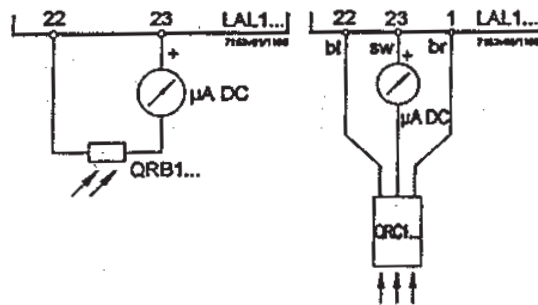 22 23 LAL1...
+
µA DC
QRB1...
22 23 1 LAL1...
bl sw br
+
µA DC
QRC1...